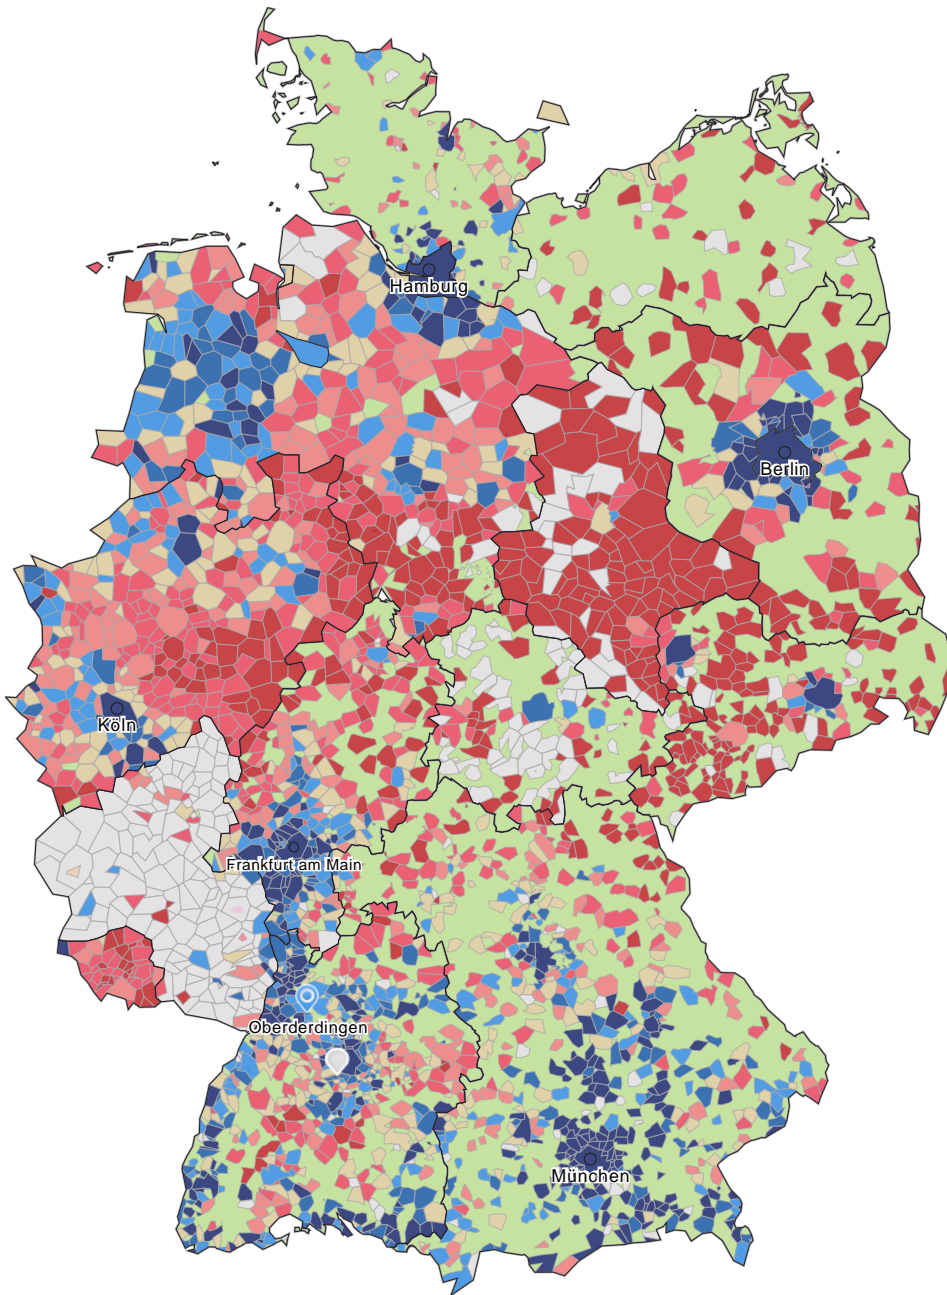 Hamburg
Berlin
Köln
Frankfurt am Main
Oberderdingen
München